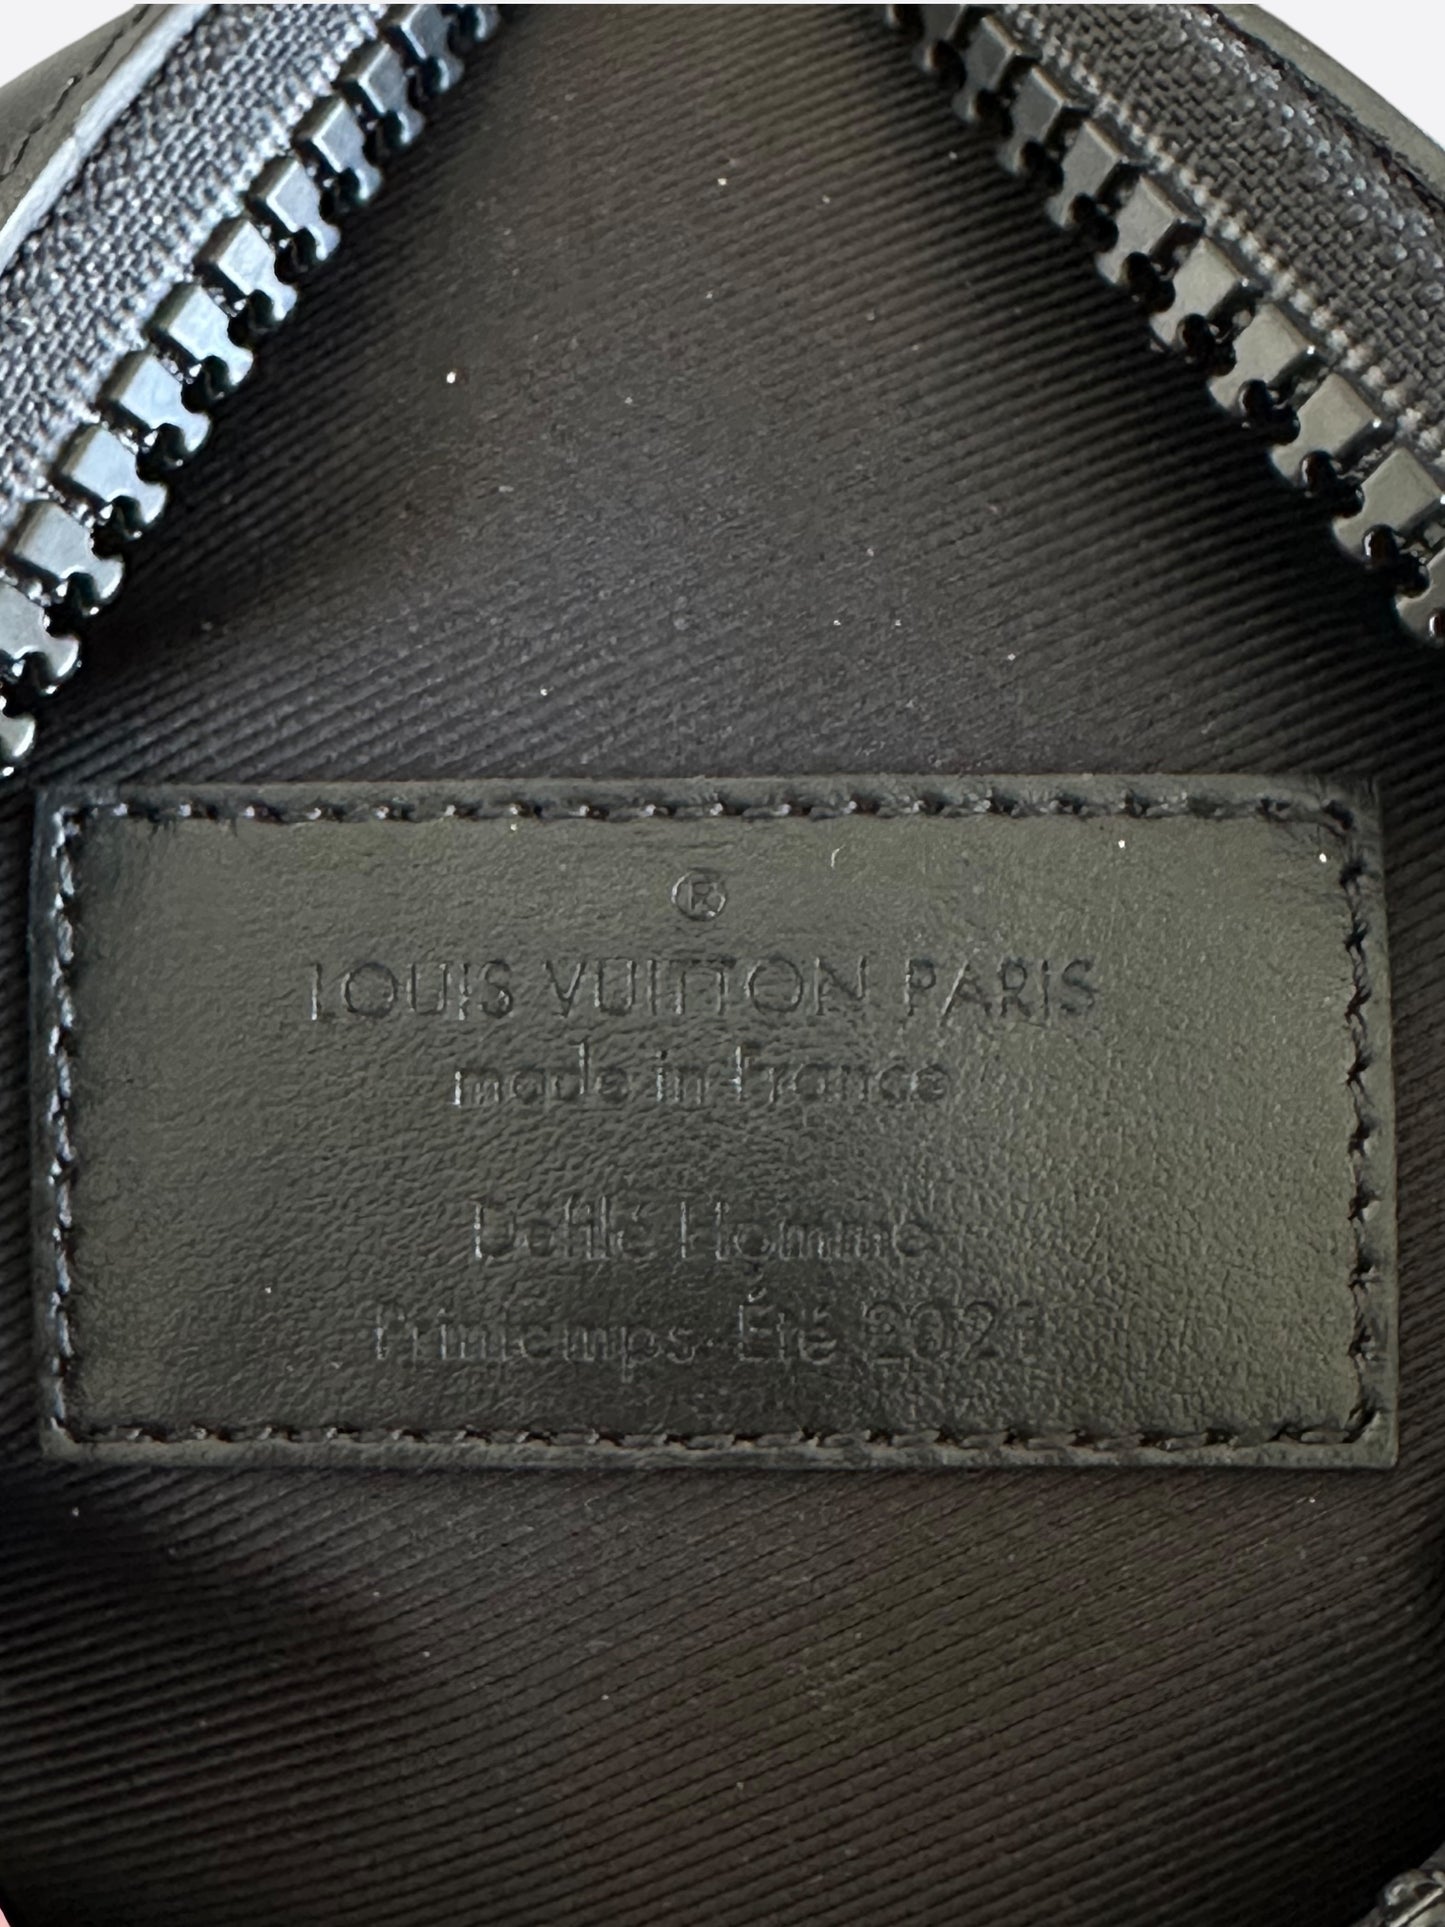 ®
LOUIS VUITTON PARIS
made in France
Défilé Homme
Printemps-Été 2021